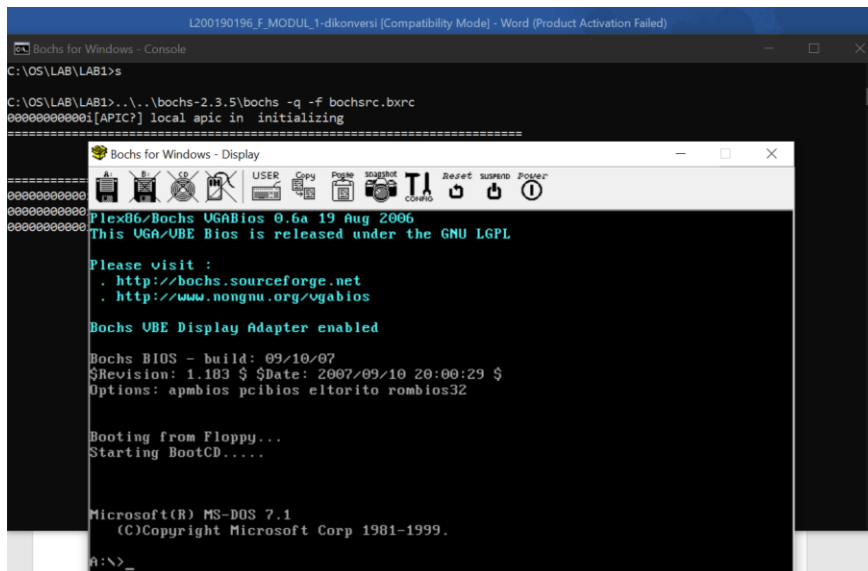 L200190196_F_MODUL_1-dikonversi [Compatibility Mode] - Word (Product Activation Failed)
Bochs for Windows - Console
C:\OS\LAB\LAB1>s
C:\OS\LAB\LAB1>..\..\bochs-2.3.5\bochs -q -f bochsrc.bxrc
00000000000i[APIC?] local apic in  initializing
========================================================================
Bochs for Windows - Display
A: B: CD USER Copy Paste snapshot CONFIG Reset SUSPEND Power
===========
00000000000
00000000000
00000000000
Plex86/Bochs VGABios 0.6a 19 Aug 2006
This VGA/VBE Bios is released under the GNU LGPL
Please visit :
. http://bochs.sourceforge.net
. http://www.nongnu.org/vgabios
Bochs VBE Display Adapter enabled
Bochs BIOS - build: 09/10/07
$Revision: 1.183 $ $Date: 2007/09/10 20:00:29 $
Options: apmbios pcibios eltorito rombios32
Booting from Floppy...
Starting BootCD.....
Microsoft(R) MS-DOS 7.1
(C)Copyright Microsoft Corp 1981-1999.
A:\>_